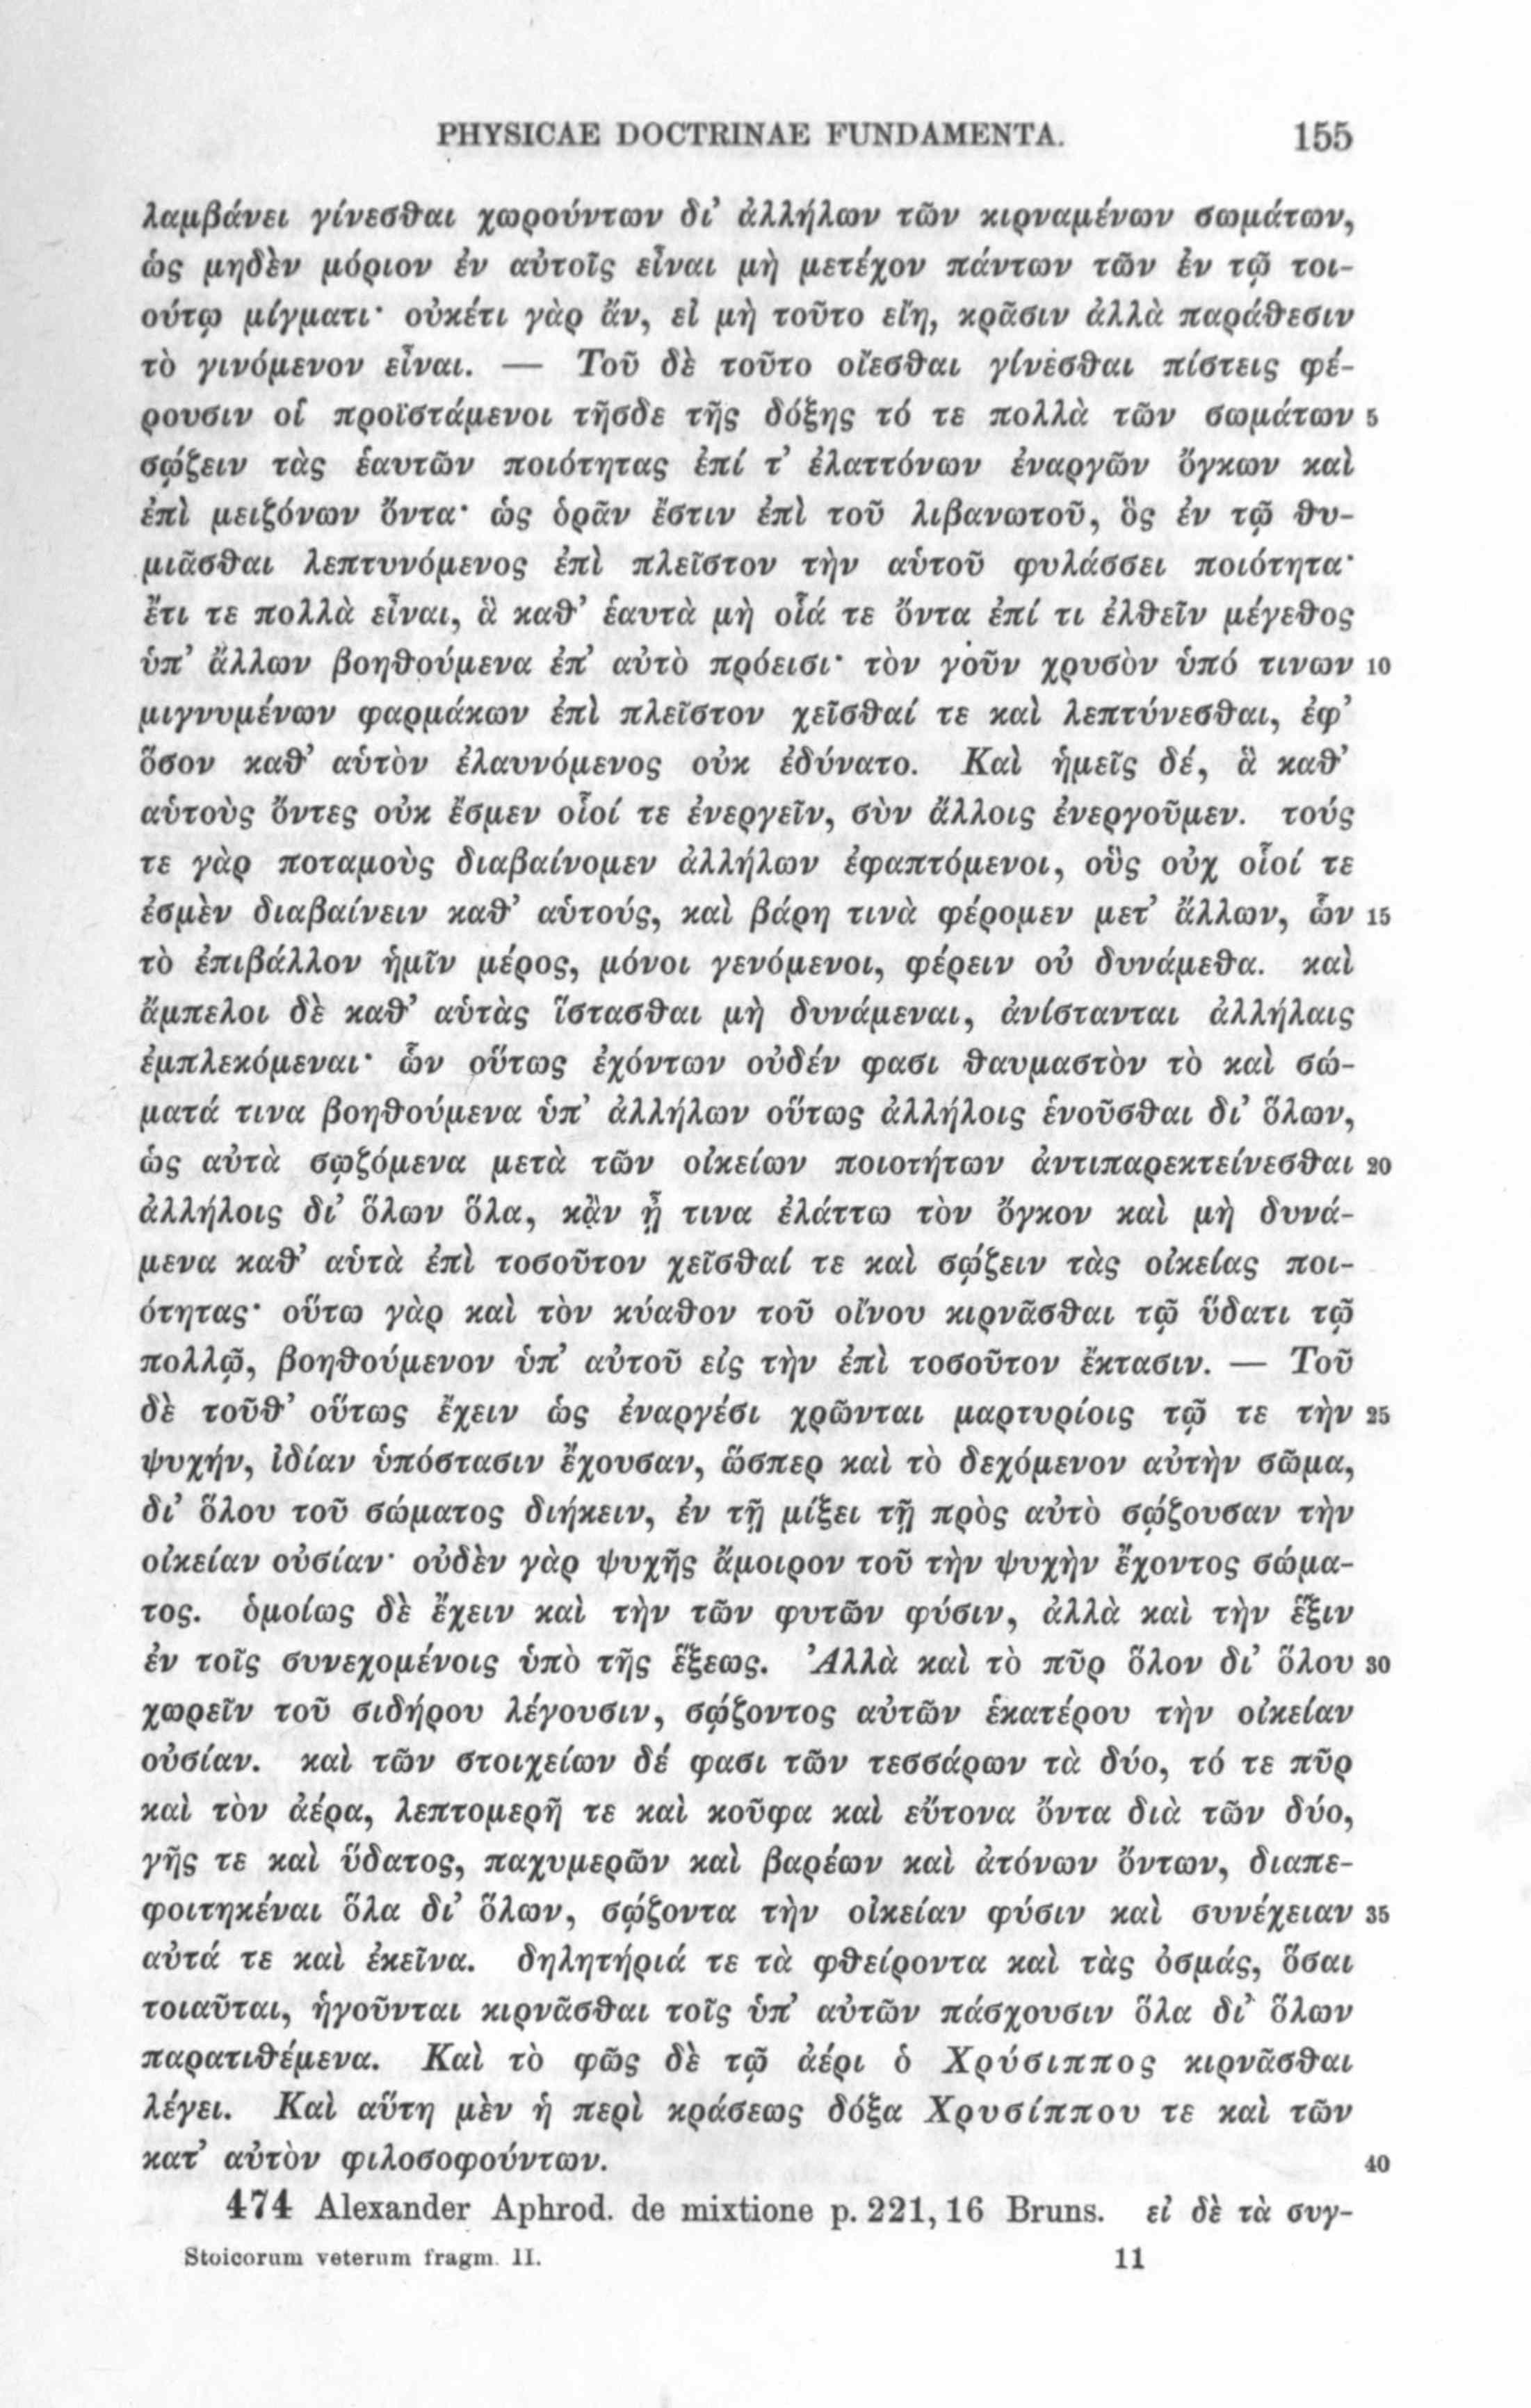 PHYSICAE DOCTRINAE FUNDAMENTA. 155
λαμβάνει γίνεσθαι χωρούντων δι’ ἀλλήλων τῶν κιρναμένων σωμάτων,
ὡς μηδὲν μόριον ἐν αὐτοῖς εἶναι μὴ μετέχον πάντων τῶν ἐν τῷ τοι-
ούτῳ μίγματι· οὐκέτι γὰρ ἄν, εἰ μὴ τοῦτο εἴη, κρᾶσιν ἀλλὰ παράθεσιν
τὸ γινόμενον εἶναι. — Τοῦ δὲ τοῦτο οἴεσθαι γίνεσθαι πίστεις φέ-
ρουσιν οἱ προϊστάμενοι τῆσδε τῆς δόξης τό τε πολλὰ τῶν σωμάτων 5
σῴζειν τὰς ἑαυτῶν ποιότητας ἐπί τ’ ἐλαττόνων ἐναργῶν ὄγκων καὶ
ἐπὶ μειζόνων ὄντα· ὡς ὁρᾶν ἔστιν ἐπὶ τοῦ λιβανωτοῦ, ὃς ἐν τῷ θυ-
μιᾶσθαι λεπτυνόμενος ἐπὶ πλεῖστον τὴν αὑτοῦ φυλάσσει ποιότητα·
ἔτι τε πολλὰ εἶναι, ἃ καθ’ ἑαυτὰ μὴ οἷά τε ὄντα ἐπί τι ἐλθεῖν μέγεθος
ὑπ’ ἄλλων βοηθούμενα ἐπ’ αὐτὸ πρόεισι· τὸν γοῦν χρυσὸν ὑπό τινων 10
μιγνυμένων φαρμάκων ἐπὶ πλεῖστον χεῖσθαί τε καὶ λεπτύνεσθαι, ἐφ’
ὅσον καθ’ αὑτὸν ἐλαυνόμενος οὐκ ἐδύνατο. Καὶ ἡμεῖς δέ, ἃ καθ’
αὑτοὺς ὄντες οὐκ ἔσμεν οἷοί τε ἐνεργεῖν, σὺν ἄλλοις ἐνεργοῦμεν. τούς
τε γὰρ ποταμοὺς διαβαίνομεν ἀλλήλων ἐφαπτόμενοι, οὓς οὐχ οἷοί τε
ἐσμὲν διαβαίνειν καθ’ αὑτούς, καὶ βάρη τινὰ φέρομεν μετ’ ἄλλων, ὧν 15
τὸ ἐπιβάλλον ἡμῖν μέρος, μόνοι γενόμενοι, φέρειν οὐ δυνάμεθα. καὶ
ἄμπελοι δὲ καθ’ αὑτὰς ἵστασθαι μὴ δυνάμεναι, ἀνίστανται ἀλλήλαις
ἐμπλεκόμεναι· ὧν οὕτως ἐχόντων οὐδέν φασι θαυμαστὸν τὸ καὶ σώ-
ματά τινα βοηθούμενα ὑπ’ ἀλλήλων οὕτως ἀλλήλοις ἑνοῦσθαι δι’ ὅλων,
ὡς αὐτὰ σῳζόμενα μετὰ τῶν οἰκείων ποιοτήτων ἀντιπαρεκτείνεσθαι 20
ἀλλήλοις δι’ ὅλων ὅλα, κἂν ᾖ τινα ἐλάττω τὸν ὄγκον καὶ μὴ δυνά-
μενα καθ’ αὑτὰ ἐπὶ τοσοῦτον χεῖσθαί τε καὶ σῴζειν τὰς οἰκείας ποι-
ότητας· οὕτω γὰρ καὶ τὸν κύαθον τοῦ οἴνου κιρνᾶσθαι τῷ ὕδατι τῷ
πολλῷ, βοηθούμενον ὑπ’ αὐτοῦ εἰς τὴν ἐπὶ τοσοῦτον ἔκτασιν. — Τοῦ
δὲ τοῦθ’ οὕτως ἔχειν ὡς ἐναργέσι χρῶνται μαρτυρίοις τῷ τε τὴν 25
ψυχήν, ἰδίαν ὑπόστασιν ἔχουσαν, ὥσπερ καὶ τὸ δεχόμενον αὐτὴν σῶμα,
δι’ ὅλου τοῦ σώματος διήκειν, ἐν τῇ μίξει τῇ πρὸς αὐτὸ σῴζουσαν τὴν
οἰκείαν οὐσίαν· οὐδὲν γὰρ ψυχῆς ἄμοιρον τοῦ τὴν ψυχὴν ἔχοντος σώμα-
τος. ὁμοίως δὲ ἔχειν καὶ τὴν τῶν φυτῶν φύσιν, ἀλλὰ καὶ τὴν ἕξιν
ἐν τοῖς συνεχομένοις ὑπὸ τῆς ἕξεως. Ἀλλὰ καὶ τὸ πῦρ ὅλον δι’ ὅλου 30
χωρεῖν τοῦ σιδήρου λέγουσιν, σῴζοντος αὐτῶν ἑκατέρου τὴν οἰκείαν
οὐσίαν. καὶ τῶν στοιχείων δέ φασι τῶν τεσσάρων τὰ δύο, τό τε πῦρ
καὶ τὸν ἀέρα, λεπτομερῆ τε καὶ κοῦφα καὶ εὔτονα ὄντα διὰ τῶν δύο,
γῆς τε καὶ ὕδατος, παχυμερῶν καὶ βαρέων καὶ ἀτόνων ὄντων, διαπε-
φοιτηκέναι ὅλα δι’ ὅλων, σῴζοντα τὴν οἰκείαν φύσιν καὶ συνέχειαν 35
αὐτά τε καὶ ἐκεῖνα. δηλητήριά τε τὰ φθείροντα καὶ τὰς ὀσμάς, ὅσαι
τοιαῦται, ἡγοῦνται κιρνᾶσθαι τοῖς ὑπ’ αὐτῶν πάσχουσιν ὅλα δι’ ὅλων
παρατιθέμενα. Καὶ τὸ φῶς δὲ τῷ ἀέρι ὁ Χρύσιππος κιρνᾶσθαι
λέγει. Καὶ αὕτη μὲν ἡ περὶ κράσεως δόξα Χρυσίππου τε καὶ τῶν
κατ’ αὐτὸν φιλοσοφούντων. 40
474 Alexander Aphrod. de mixtione p. 221, 16 Bruns. εἰ δὲ τὰ συγ-
Stoicorum veterum fragm. II. 11